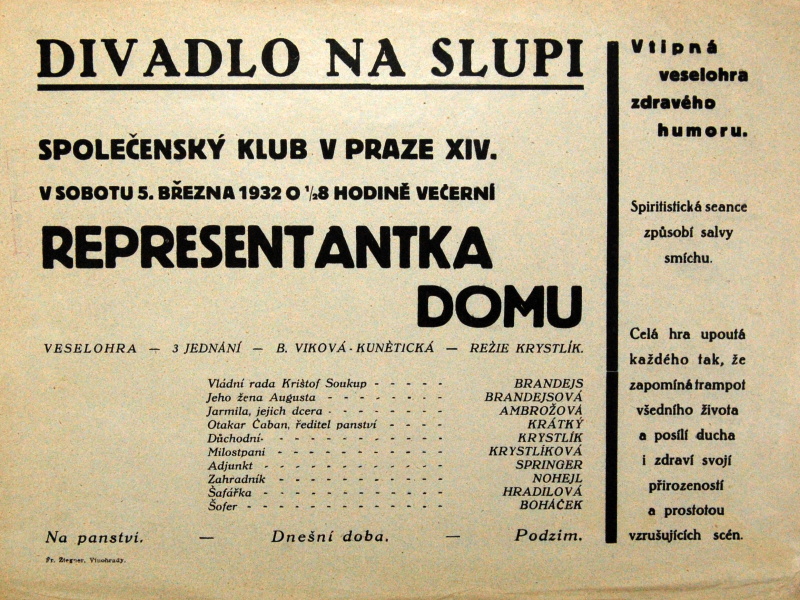 DIVADLO NA SLUPI
SPOLEČENSKÝ KLUB V PRAZE XIV.
V SOBOTU 5. BŘEZNA 1932 O ½8 HODINĚ VEČERNÍ
REPRESENTANTKA
DOMU
VESELOHRA — 3 JEDNÁNÍ — B. VIKOVÁ-KUNĚTICKÁ — REŽIE KRYSTLÍK.
Vládní rada Krištof Soukup - - - - - BRANDEJS
Jeho žena Augusta - - - - - - - BRANDEJSOVÁ
Jarmila, jejich dcera - - - - - - - AMBROŽOVÁ
Otakar Čaban, ředitel panství - - - - KRÁTKÝ
Důchodní - - - - - - - - - - KRYSTLÍK
Milostpaní - - - - - - - - - - KRYSTLÍKOVÁ
Adjunkt - - - - - - - - - - - SPRINGER
Zahradník - - - - - - - - - - NOHEJL
Šafářka - - - - - - - - - - - HRADILOVÁ
Šofer - - - - - - - - - - - - BOHÁČEK
Na panství. — Dnešní doba. — Podzim.
Fr. Ziegner, Vinohrady.
Vtipná
veselohra
zdravého
humoru.
Spiritistická seance
způsobí salvy
smíchu.
Celá hra upoutá
každého tak, že
zapomíná trampot
všedního života
a posílí ducha
i zdraví svojí
přirozeností
a prostotou
vzrušujících scén.